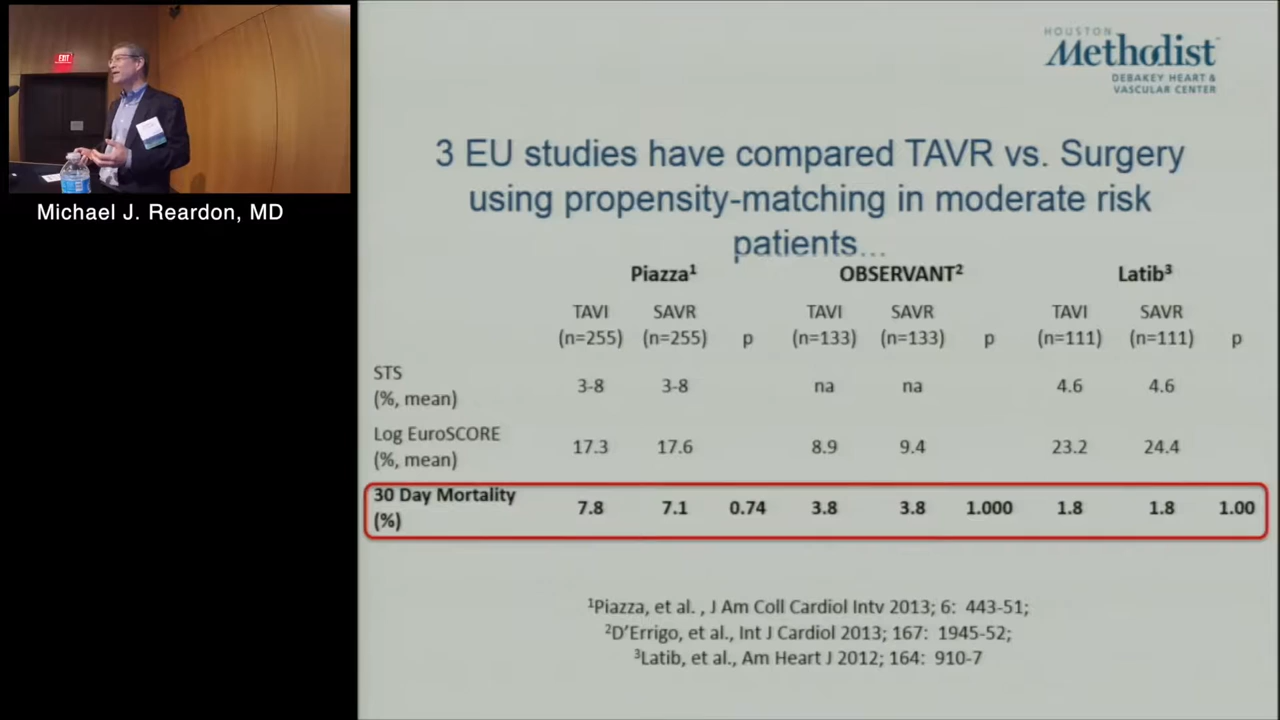 EXIT
Michael J. Reardon, MD
HOUSTON
Methodist
DEBAKEY HEART &
VASCULAR CENTER
3 EU studies have compared TAVR vs. Surgery
using propensity-matching in moderate risk
patients...
Piazza¹ OBSERVANT² Latib³
TAVI SAVR TAVI SAVR TAVI SAVR
(n=255) (n=255) p (n=133) (n=133) p (n=111) (n=111) p
STS
(%, mean) 3-8 3-8 na na 4.6 4.6
Log EuroSCORE
(%, mean) 17.3 17.6 8.9 9.4 23.2 24.4
30 Day Mortality
(%) 7.8 7.1 0.74 3.8 3.8 1.000 1.8 1.8 1.00
¹Piazza, et al. , J Am Coll Cardiol Intv 2013; 6: 443-51;
²D'Errigo, et al., Int J Cardiol 2013; 167: 1945-52;
³Latib, et al., Am Heart J 2012; 164: 910-7